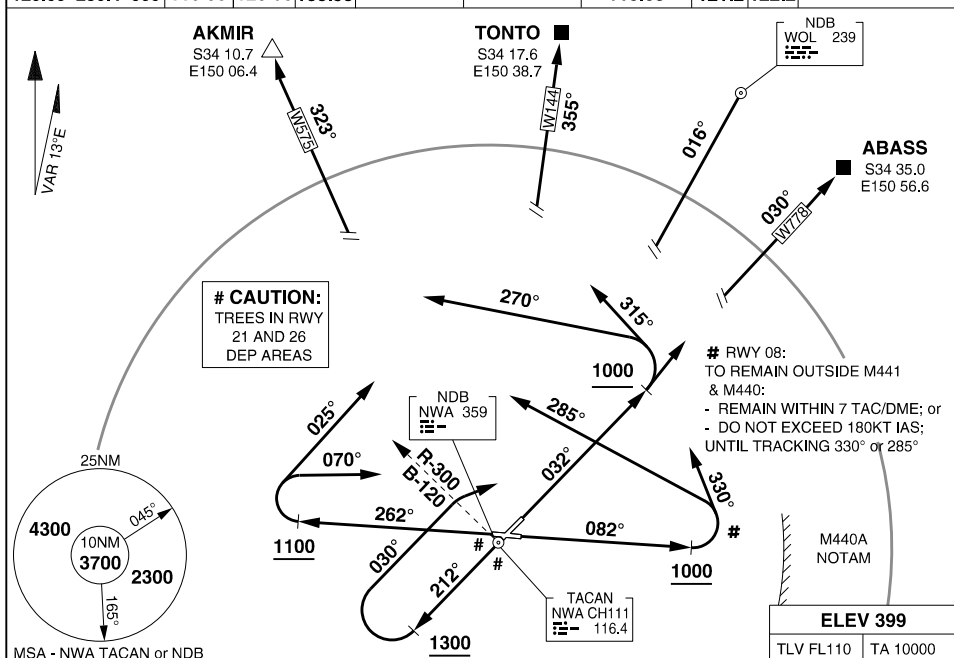 AKMIR
S34 10.7
E150 06.4
TONTO
S34 17.6
E150 38.7
NDB
WOL 239
VAR 13°E
W575
323°
W144
355°
016°
ABASS
S34 35.0
E150 56.6
030°
W778
# CAUTION:
TREES IN RWY
21 AND 26
DEP AREAS
270°
315°
1000
# RWY 08:
TO REMAIN OUTSIDE M441
& M440:
- REMAIN WITHIN 7 TAC/DME; or
- DO NOT EXCEED 180KT IAS;
UNTIL TRACKING 330° or 285°
NDB
NWA 359
285°
025°
070°
R-300
B-120
032°
330°
#
25NM
4300
045°
10NM
3700
2300
165°
MSA - NWA TACAN or NDB
262°
1100
030°
#
#
082°
1000
212°
1300
M440A
NOTAM
TACAN
NWA CH111
116.4
ELEV 399
TLV FL110
TA 10000